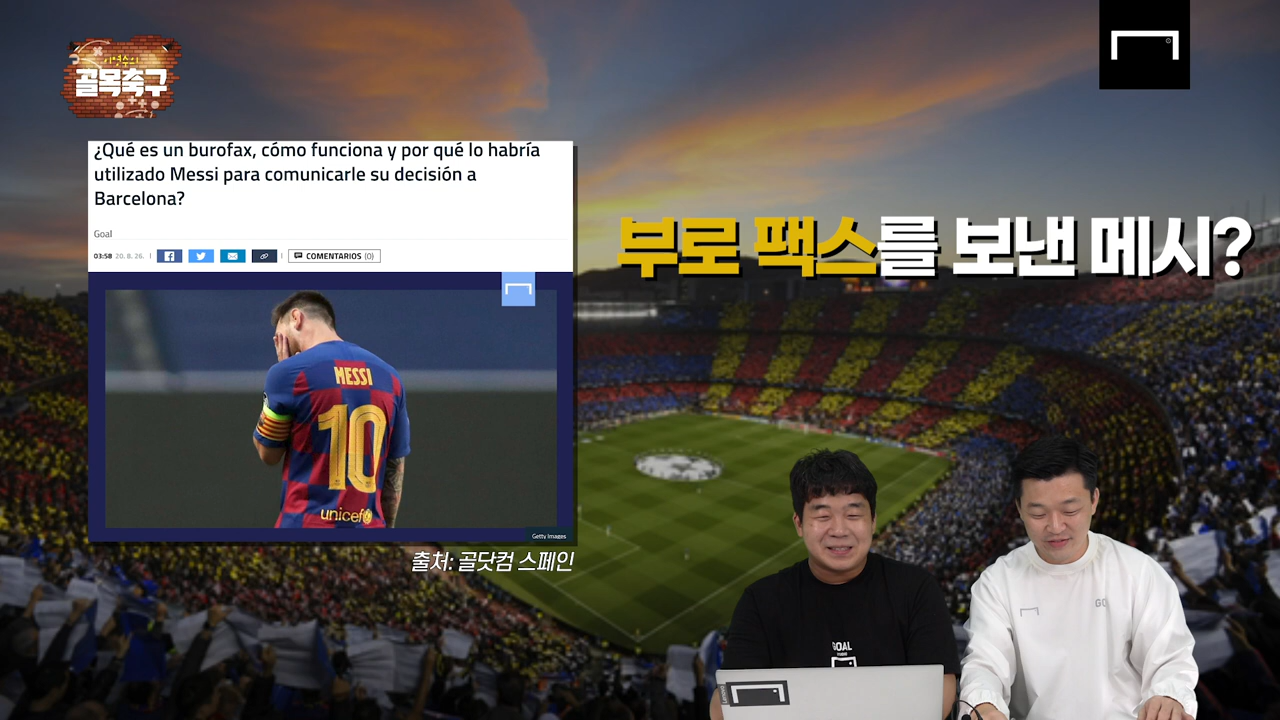 골목축구
¿Qué es un burofax, cómo funciona y por qué lo habría
utilizado Messi para comunicarle su decisión a
Barcelona?
Goal
03:58 20. 8. 26.
COMENTARIOS (0)
부로 팩스를 보낸 메시?
MESSI
10
unicef
Getty Images
출처: 골닷컴 스페인
GOAL
STUDIO
GO